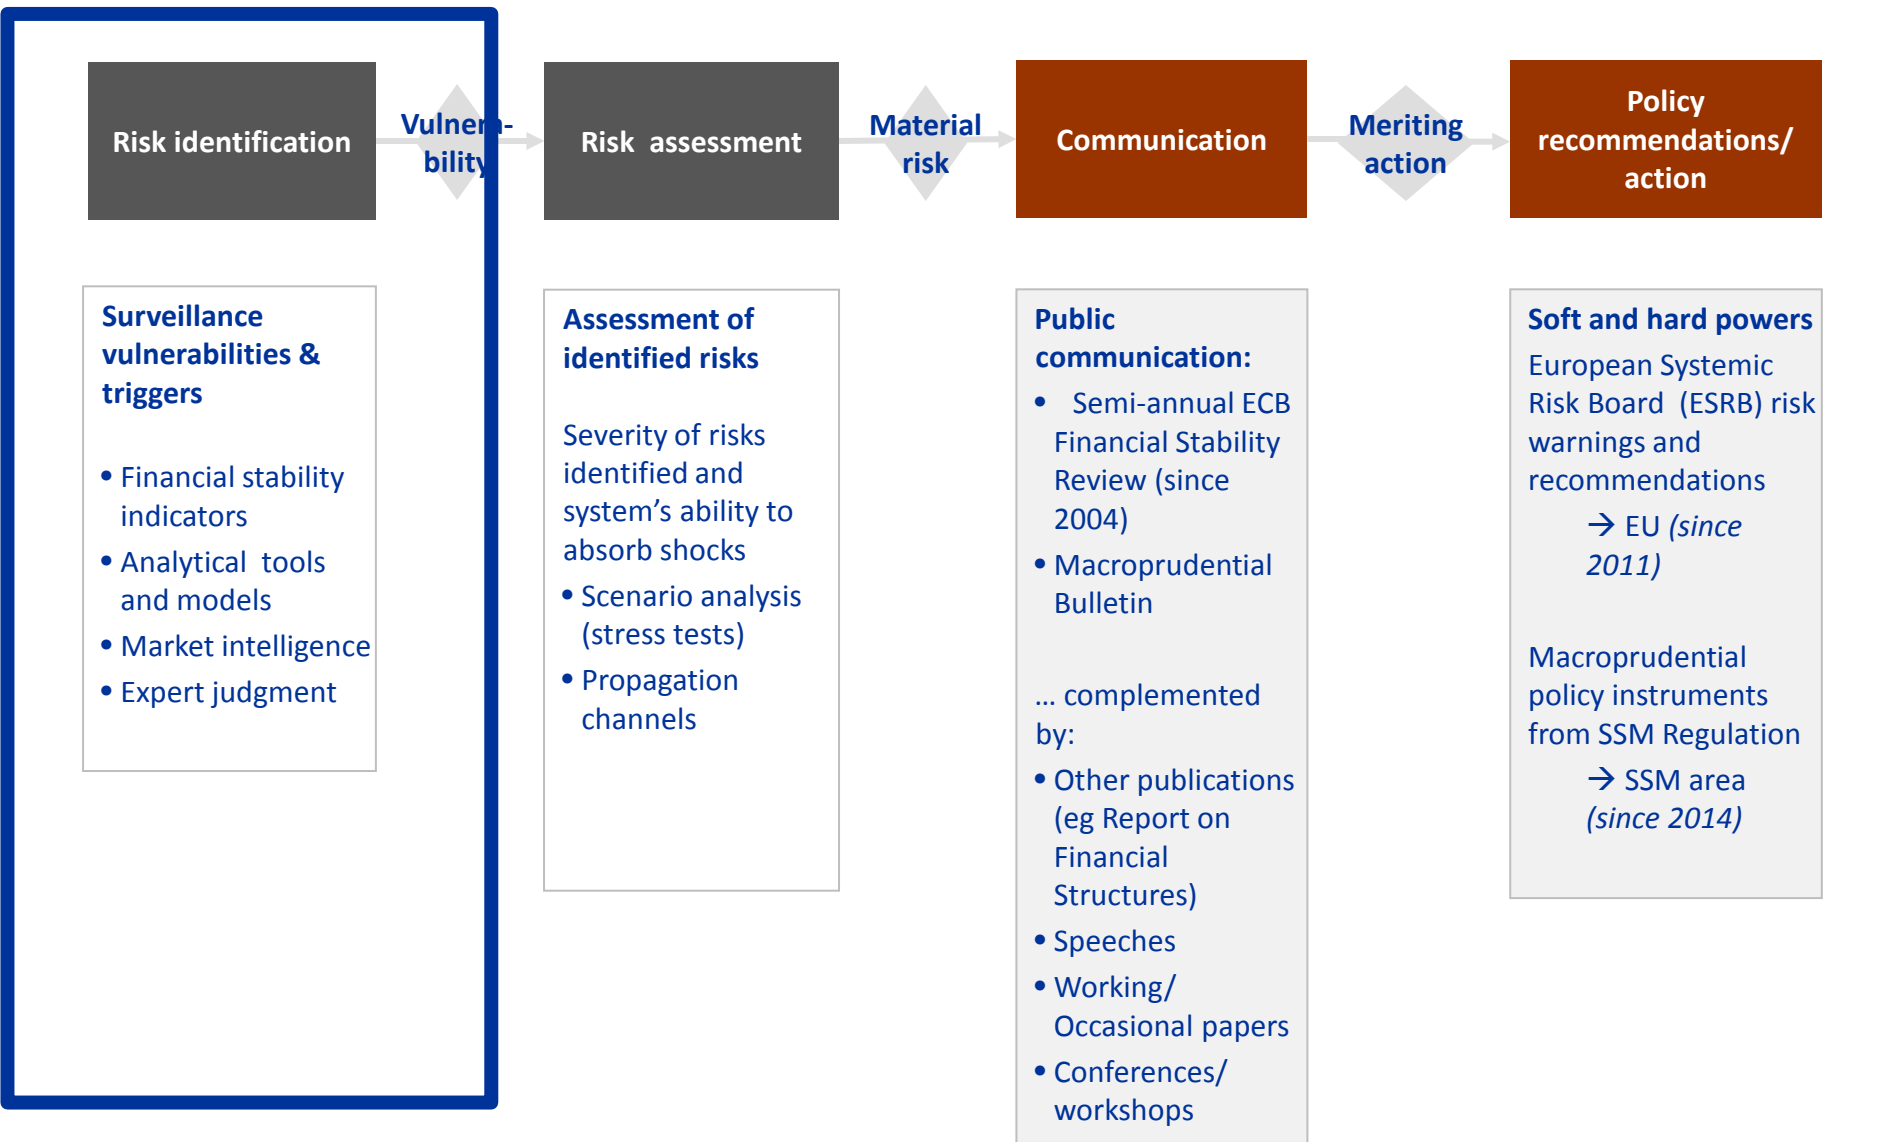 Risk identification
Vulnera-
bility
Risk  assessment
Material
risk
Communication
Meriting
action
Policy
recommendations/
action
Surveillance
vulnerabilities &
triggers
• Financial stability
indicators
• Analytical  tools
and models
• Market intelligence
• Expert judgment
Assessment of
identified risks
Severity of risks
identified and
system’s ability to
absorb shocks
• Scenario analysis
(stress tests)
• Propagation
channels
Public
communication:
•  Semi-annual ECB
Financial Stability
Review (since
2004)
• Macroprudential
Bulletin
... complemented
by:
• Other publications
(eg Report on
Financial
Structures)
• Speeches
• Working/
Occasional papers
• Conferences/
workshops
Soft and hard powers
European Systemic
Risk Board  (ESRB) risk
warnings and
recommendations
→ EU (since
2011)
Macroprudential
policy instruments
from SSM Regulation
→ SSM area
(since 2014)